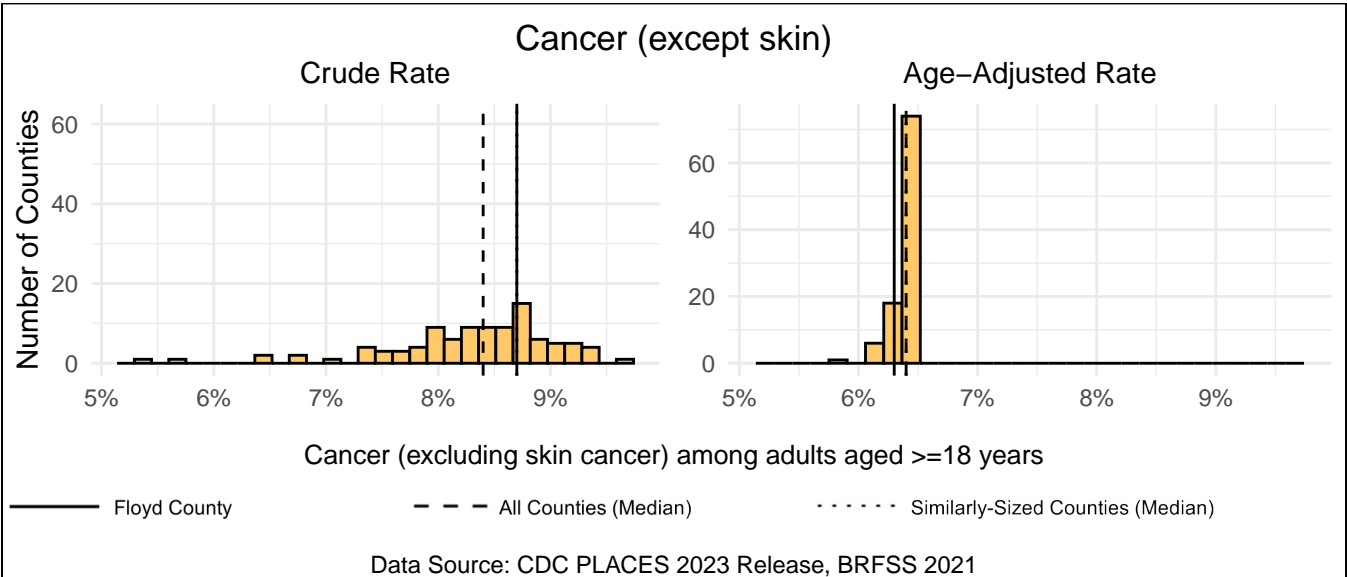 Cancer (except skin)
Crude Rate
Age−Adjusted Rate
Number of Counties
60
40
20
0
5%
6%
7%
8%
9%
60
40
20
0
5%
6%
7%
8%
9%
Cancer (excluding skin cancer) among adults aged >=18 years
Floyd County
All Counties (Median)
Similarly-Sized Counties (Median)
Data Source: CDC PLACES 2023 Release, BRFSS 2021